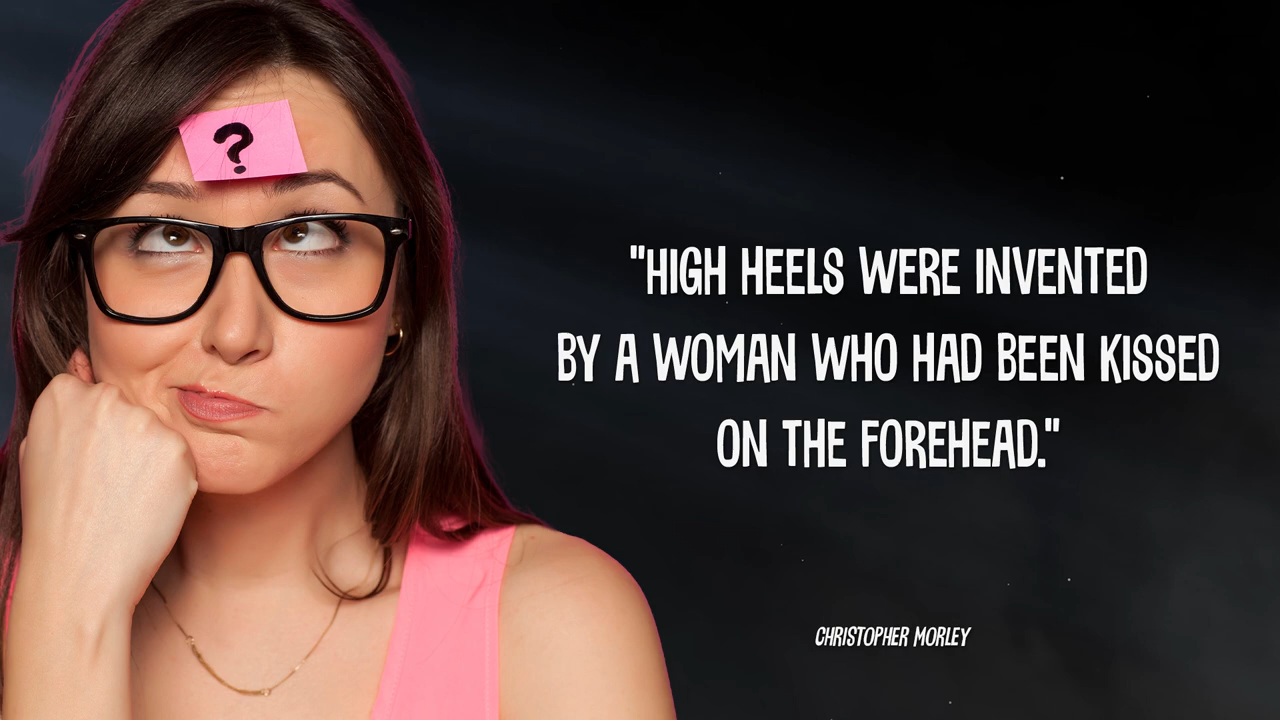 ?
"HIGH HEELS WERE INVENTED
BY A WOMAN WHO HAD BEEN KISSED
ON THE FOREHEAD."
CHRISTOPHER MORLEY